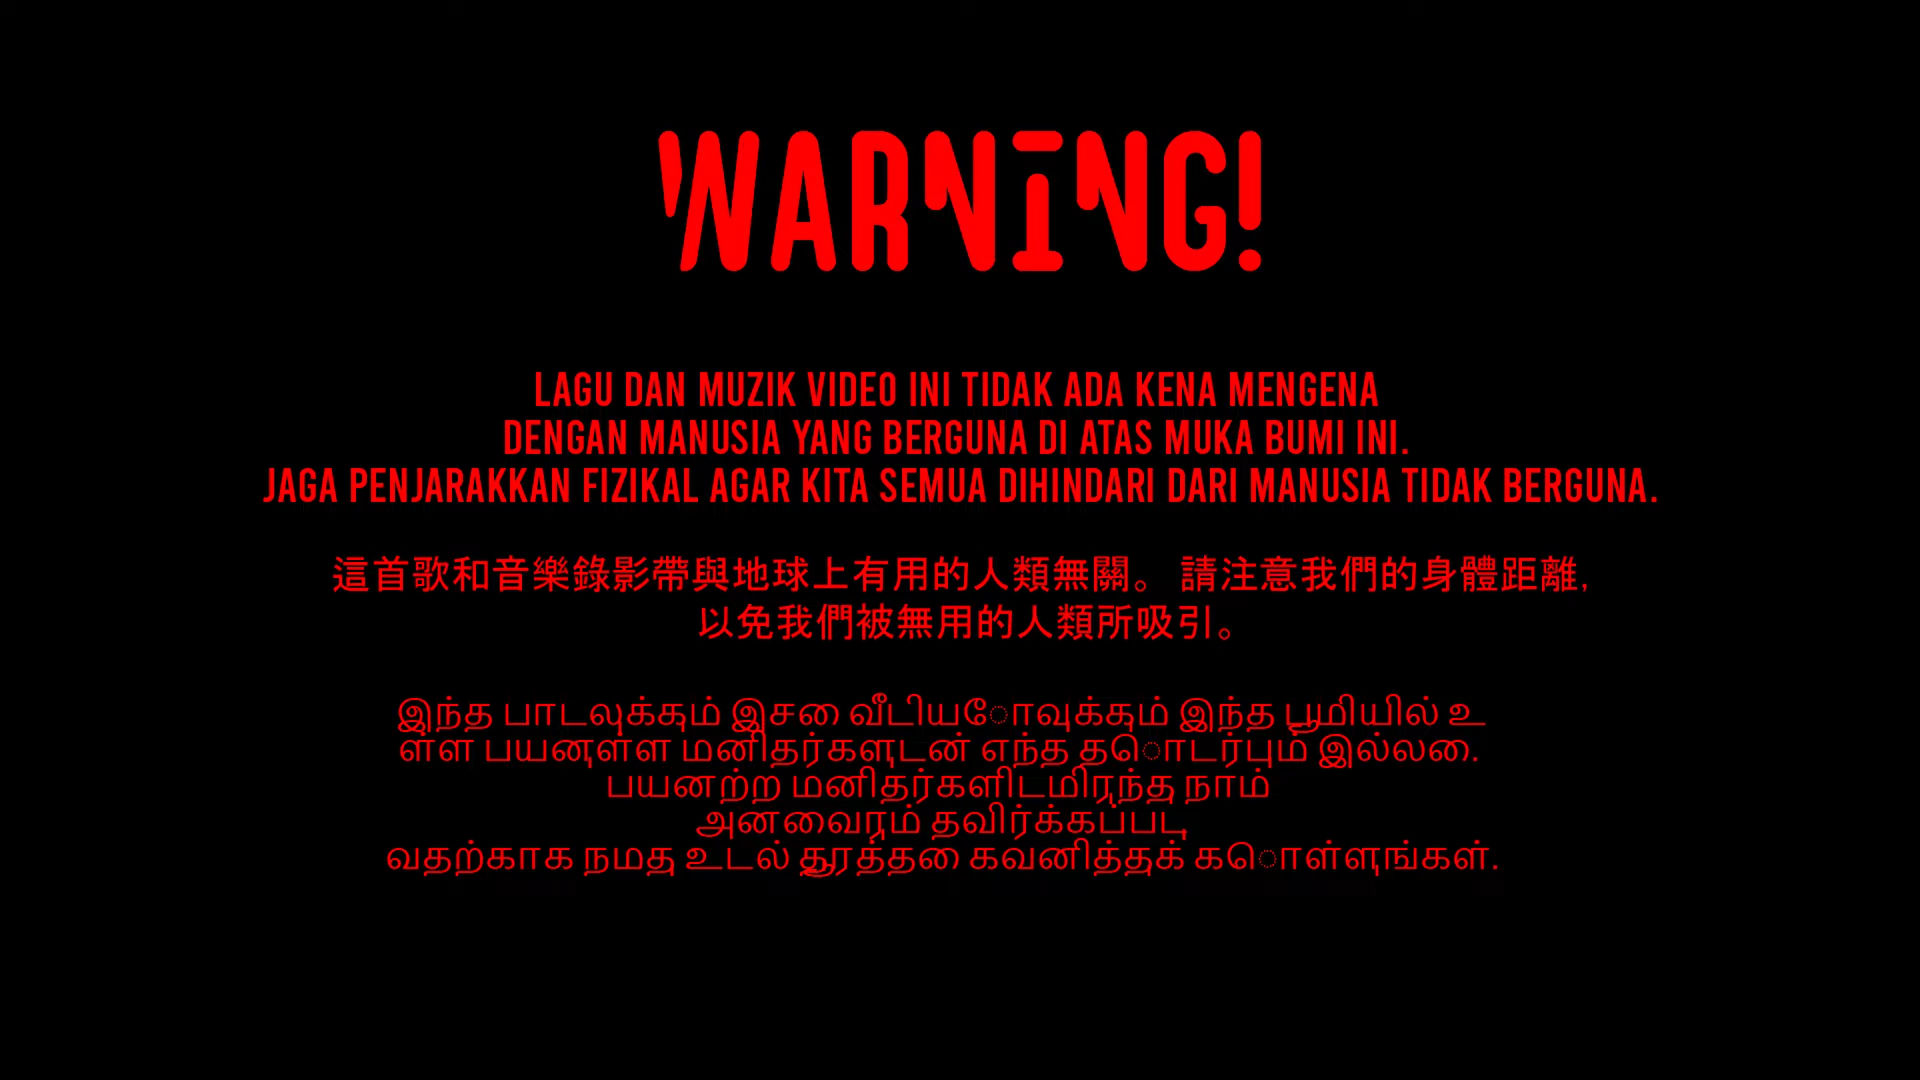 WARNING!
LAGU DAN MUZIK VIDEO INI TIDAK ADA KENA MENGENA
DENGAN MANUSIA YANG BERGUNA DI ATAS MUKA BUMI INI.
JAGA PENJARAKKAN FIZIKAL AGAR KITA SEMUA DIHINDARI DARI MANUSIA TIDAK BERGUNA.
這首歌和音樂錄影帶與地球上有用的人類無關。 請注意我們的身體距離,
以免我們被無用的人類所吸引。
இந்த பாடலுக்கும் இசை வீடியோவுக்கும் இந்த பூமியில் உ
ள்ள பயனுள்ள மனிதர்களுடன் எந்த தொடர்பும் இல்லை.
பயனற்ற மனிதர்களிடமிருந்து நாம்
அனைவரும் தவிர்க்கப்படு
வதற்காக நமது உடல் தூரத்தை கவனித்துக் கொள்ளுங்கள்.